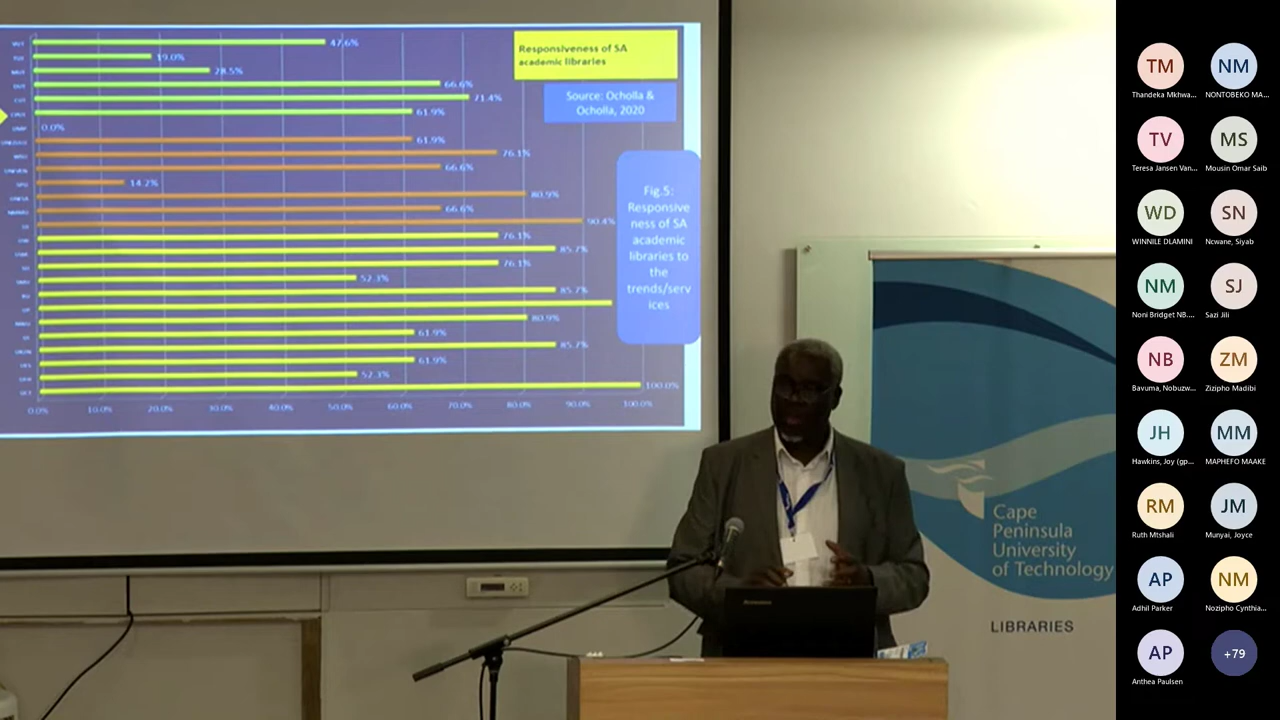 47.6%
19.0%
28.5%
66.6%
71.4%
61.9%
0.0%
61.9%
76.1%
66.6%
14.2%
80.9%
66.6%
90.4%
76.1%
85.7%
76.1%
52.3%
85.7%
80.9%
61.9%
85.7%
61.9%
52.3%
100.0%
0.0% 10.0% 20.0% 30.0% 40.0% 50.0% 60.0% 70.0% 80.0% 90.0% 100.0%
Responsiveness of SA
academic libraries
Source: Ocholla &
Ocholla, 2020
Fig.5:
Responsive
ness of SA
academic
libraries to
the
trends/serv
ices
Cape
Peninsula
University
of Technology
LIBRARIES
TM
Thandeka Mkhwa...
NM
NONTOBEKO MA...
TV
Teresa Jansen Van...
MS
Mousin Omar Saib
WD
WINNILE DLAMINI
SN
Ncwane, Siyab
NM
Noni Bridget NB....
SJ
Sazi Jili
NB
Bavuma, Nobuzw...
ZM
Zizipho Madibi
JH
Hawkins, Joy (gp...
MM
MAPHEFO MAAKE
RM
Ruth Mtshali
JM
Munyai, Joyce
AP
Adhil Parker
NM
Nozipho Cynthia...
AP
Anthea Paulsen
+79